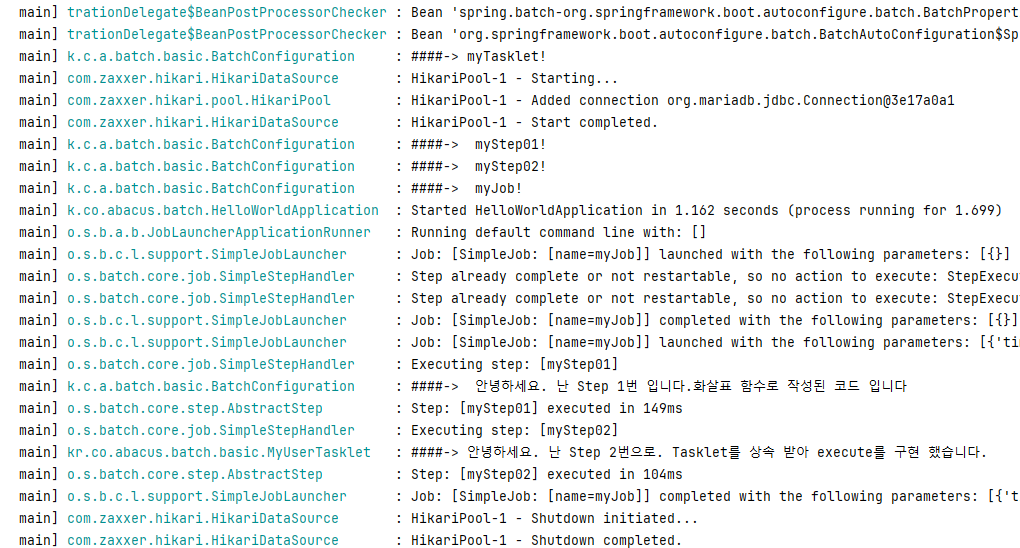 main] trationDelegate$BeanPostProcessorChecker : Bean 'spring.batch-org.springframework.boot.autoconfigure.batch.BatchPropert
main] trationDelegate$BeanPostProcessorChecker : Bean 'org.springframework.boot.autoconfigure.batch.BatchAutoConfiguration$Sp
main] k.c.a.batch.basic.BatchConfiguration : ####-> myTasklet!
main] com.zaxxer.hikari.HikariDataSource : HikariPool-1 - Starting...
main] com.zaxxer.hikari.pool.HikariPool : HikariPool-1 - Added connection org.mariadb.jdbc.Connection@3e17a0a1
main] com.zaxxer.hikari.HikariDataSource : HikariPool-1 - Start completed.
main] k.c.a.batch.basic.BatchConfiguration : ####-> myStep01!
main] k.c.a.batch.basic.BatchConfiguration : ####-> myStep02!
main] k.c.a.batch.basic.BatchConfiguration : ####-> myJob!
main] k.co.abacus.batch.HelloWorldApplication : Started HelloWorldApplication in 1.162 seconds (process running for 1.699)
main] o.s.b.a.b.JobLauncherApplicationRunner : Running default command line with: []
main] o.s.b.c.l.support.SimpleJobLauncher : Job: [SimpleJob: [name=myJob]] launched with the following parameters: [{}]
main] o.s.batch.core.job.SimpleStepHandler : Step already complete or not restartable, so no action to execute: StepExecu
main] o.s.batch.core.job.SimpleStepHandler : Step already complete or not restartable, so no action to execute: StepExecu
main] o.s.b.c.l.support.SimpleJobLauncher : Job: [SimpleJob: [name=myJob]] completed with the following parameters: [{}]
main] o.s.b.c.l.support.SimpleJobLauncher : Job: [SimpleJob: [name=myJob]] launched with the following parameters: [{'ti
main] o.s.batch.core.job.SimpleStepHandler : Executing step: [myStep01]
main] k.c.a.batch.basic.BatchConfiguration : ####-> 안녕하세요. 난 Step 1번 입니다.화살표 함수로 작성된 코드 입니다
main] o.s.batch.core.step.AbstractStep : Step: [myStep01] executed in 149ms
main] o.s.batch.core.job.SimpleStepHandler : Executing step: [myStep02]
main] kr.co.abacus.batch.basic.MyUserTasklet : ####-> 안녕하세요. 난 Step 2번으로. Tasklet를 상속 받아 execute를 구현 했습니다.
main] o.s.batch.core.step.AbstractStep : Step: [myStep02] executed in 104ms
main] o.s.b.c.l.support.SimpleJobLauncher : Job: [SimpleJob: [name=myJob]] completed with the following parameters: [{'t
main] com.zaxxer.hikari.HikariDataSource : HikariPool-1 - Shutdown initiated...
main] com.zaxxer.hikari.HikariDataSource : HikariPool-1 - Shutdown completed.